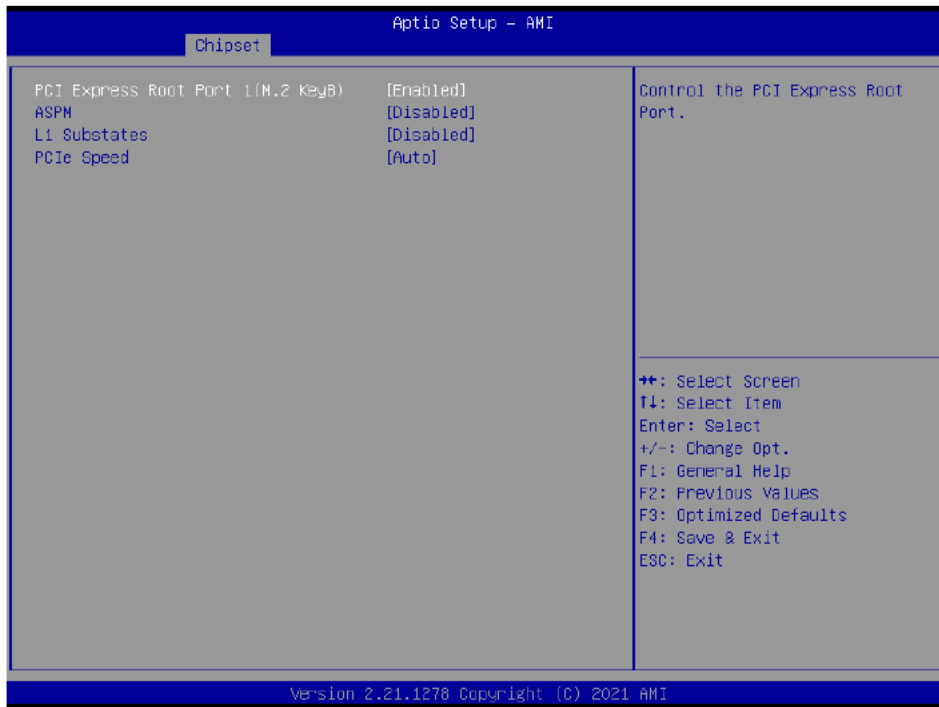 Aptio Setup – AMI
Chipset
PCI Express Root Port 1(M.2 KeyB) [Enabled]
ASPM [Disabled]
L1 Substates [Disabled]
PCIe Speed [Auto]
Control the PCI Express Root
Port.
→←: Select Screen
↑↓: Select Item
Enter: Select
+/-: Change Opt.
F1: General Help
F2: Previous Values
F3: Optimized Defaults
F4: Save & Exit
ESC: Exit
Version 2.21.1278 Copyright (C) 2021 AMI